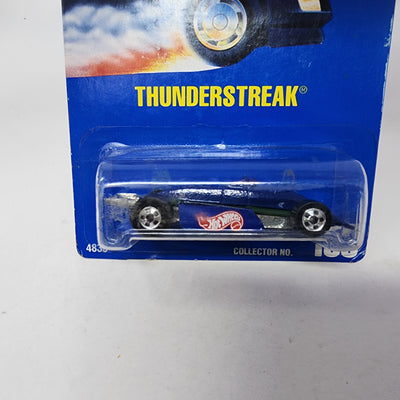 THUNDERSTREAK®
Hot Wheels
COLLECTOR NO.